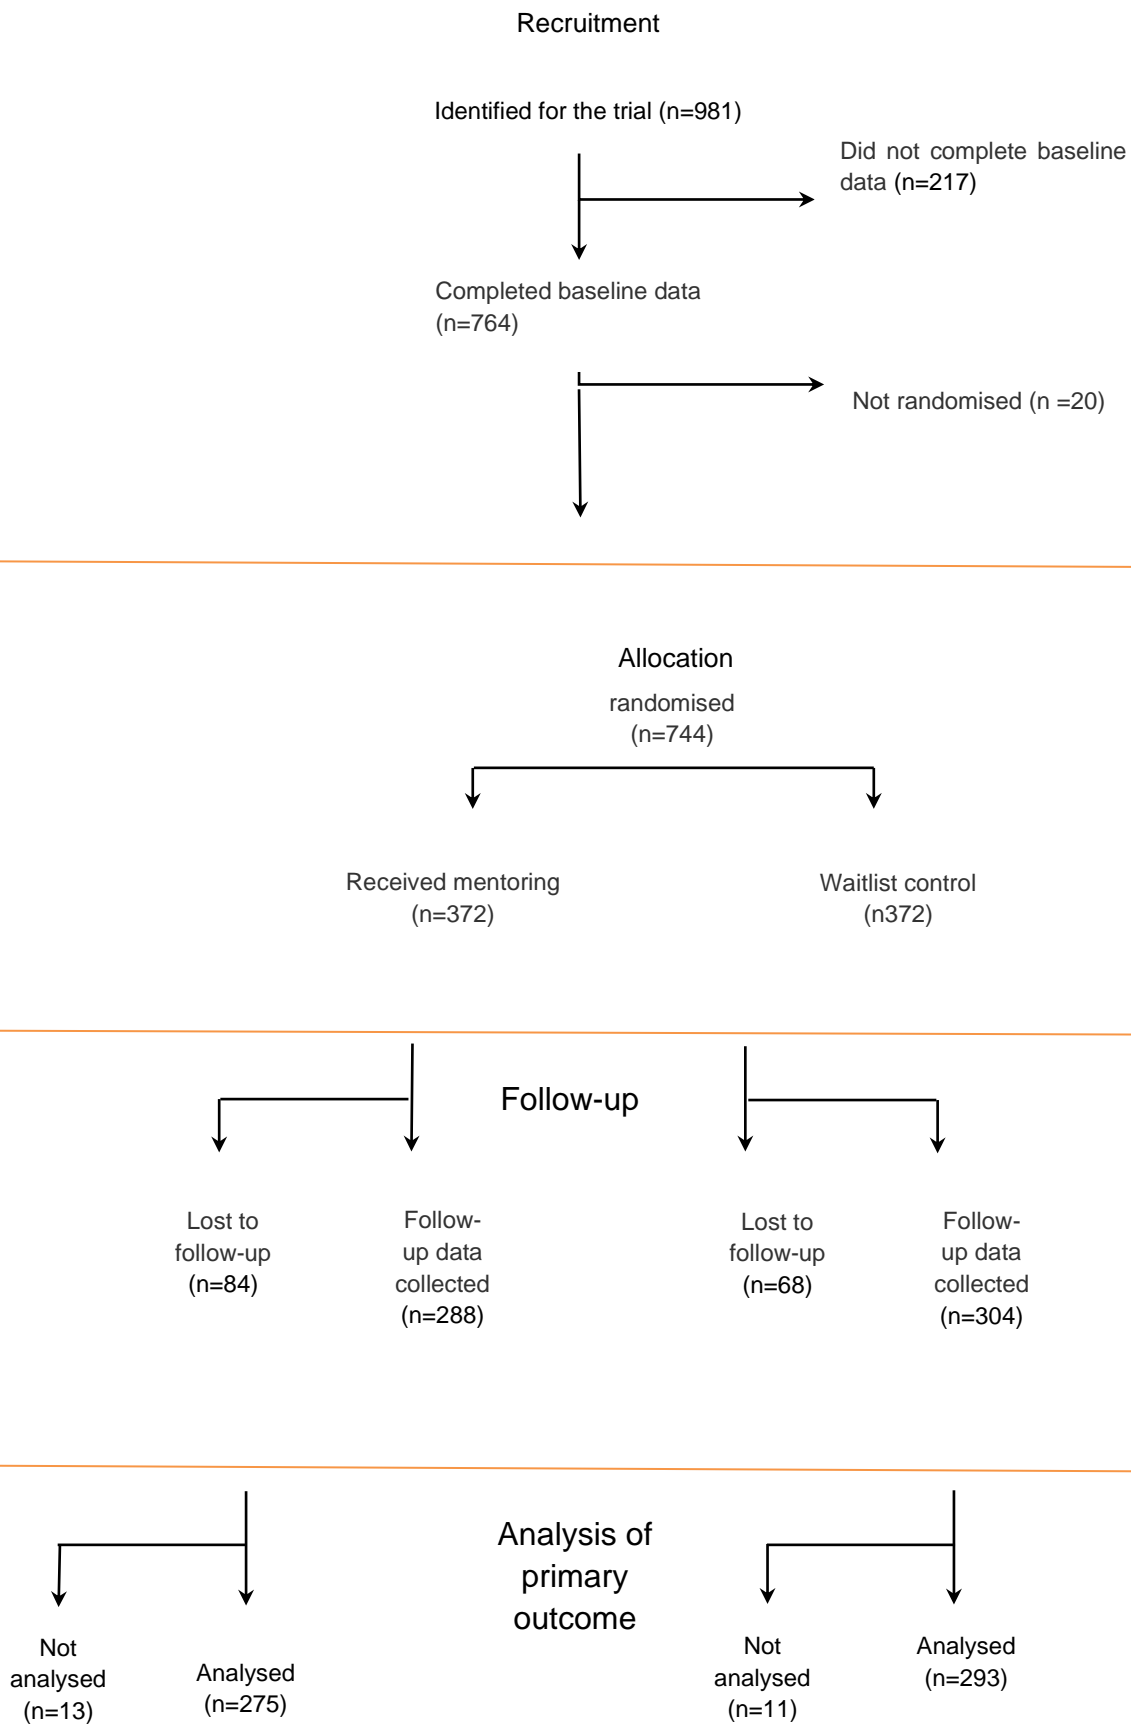 Recruitment
Identified for the trial (n=981)
Did not complete baseline
data (n=217)
Completed baseline data
(n=764)
Not randomised (n =20)
Allocation
randomised
(n=744)
Received mentoring
(n=372)
Waitlist control
(n372)
Follow-up
Lost to
follow-up
(n=84)
Follow-
up data
collected
(n=288)
Lost to
follow-up
(n=68)
Follow-
up data
collected
(n=304)
Analysis of
primary
outcome
Not
analysed
(n=13)
Analysed
(n=275)
Not
analysed
(n=11)
Analysed
(n=293)